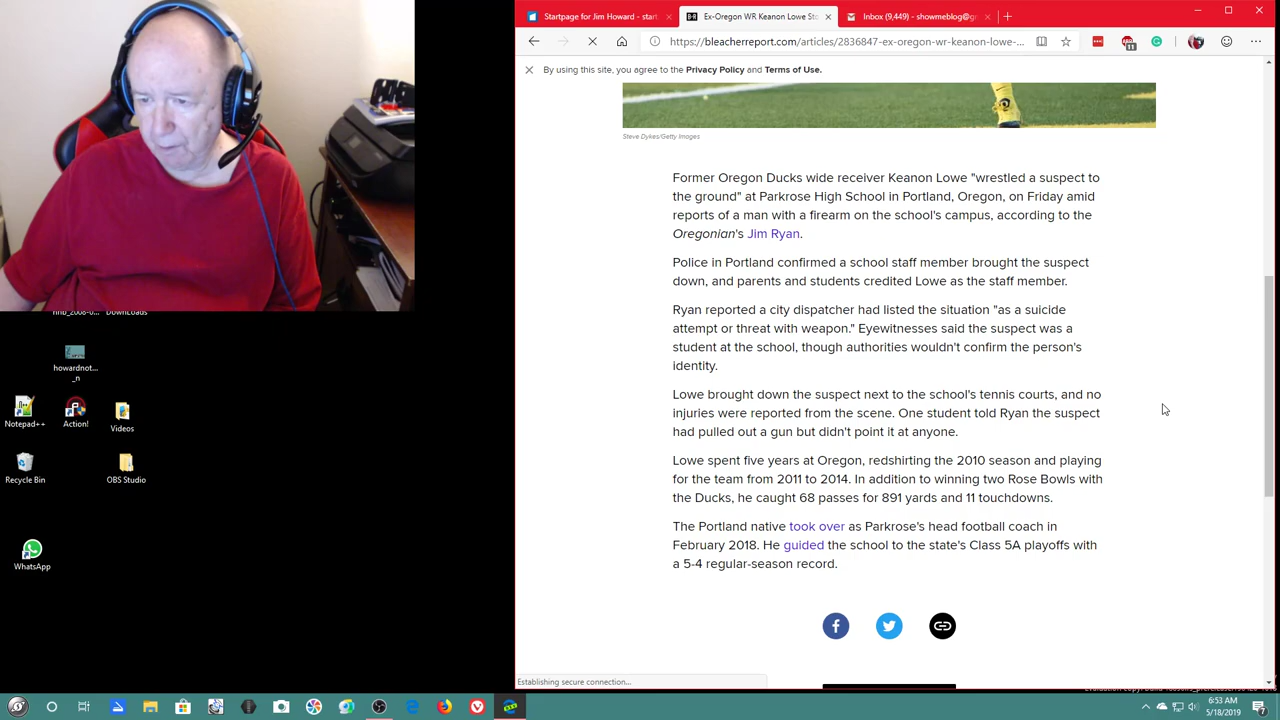 Startpage for Jim Howard - start
Ex-Oregon WR Keanon Lowe Sto
Inbox (9,449) - showmeblog@g
https://bleacherreport.com/articles/2836847-ex-oregon-wr-keanon-lowe-...
11
By using this site, you agree to the Privacy Policy and Terms of Use.
Steve Dykes/Getty Images
Former Oregon Ducks wide receiver Keanon Lowe "wrestled a suspect to
the ground" at Parkrose High School in Portland, Oregon, on Friday amid
reports of a man with a firearm on the school's campus, according to the
Oregonian's Jim Ryan.
Police in Portland confirmed a school staff member brought the suspect
down, and parents and students credited Lowe as the staff member.
Ryan reported a city dispatcher had listed the situation "as a suicide
attempt or threat with weapon." Eyewitnesses said the suspect was a
student at the school, though authorities wouldn't confirm the person's
identity.
Lowe brought down the suspect next to the school's tennis courts, and no
injuries were reported from the scene. One student told Ryan the suspect
had pulled out a gun but didn't point it at anyone.
Lowe spent five years at Oregon, redshirting the 2010 season and playing
for the team from 2011 to 2014. In addition to winning two Rose Bowls with
the Ducks, he caught 68 passes for 891 yards and 11 touchdowns.
The Portland native took over as Parkrose's head football coach in
February 2018. He guided the school to the state's Class 5A playoffs with
a 5-4 regular-season record.
Establishing secure connection...
DownLoads
howardnot...
_n
Notepad++
Action!
Videos
Recycle Bin
OBS Studio
WhatsApp
6:53 AM
5/18/2019
7